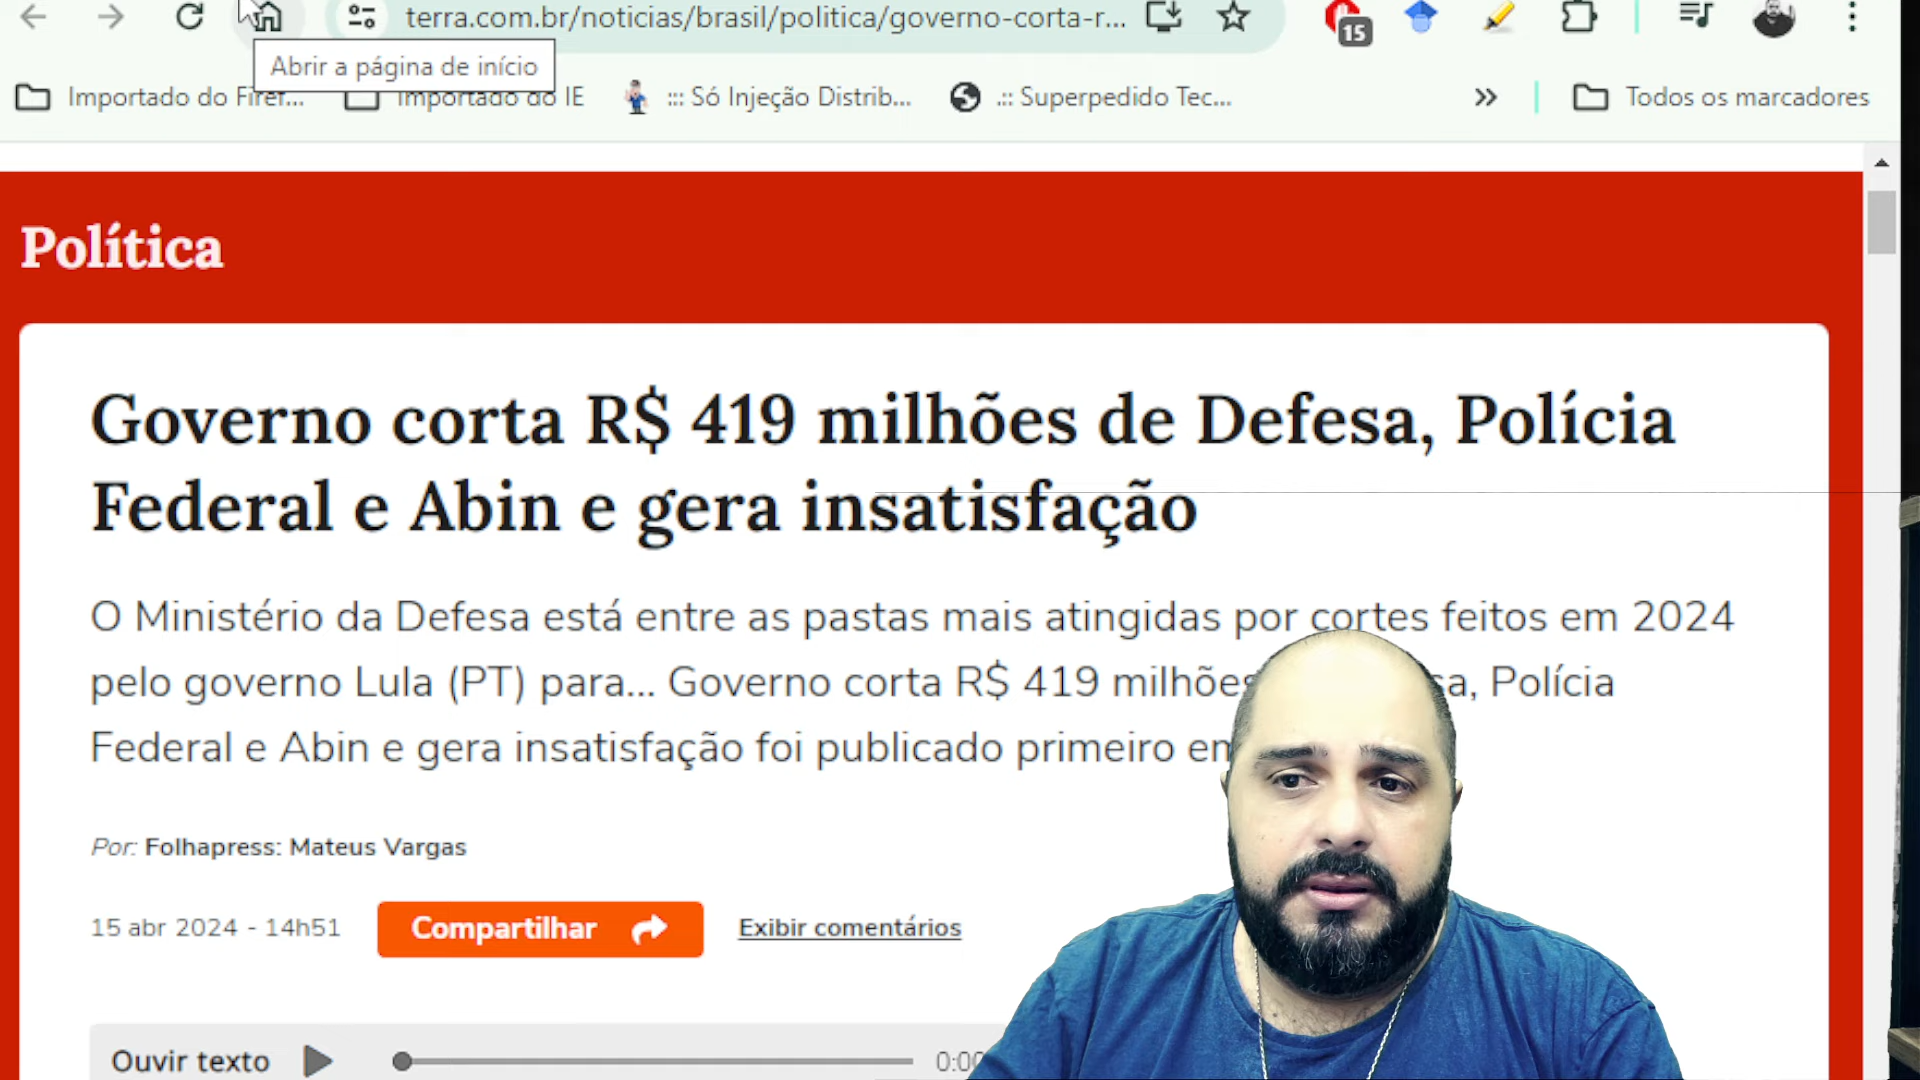 terra.com.br/noticias/brasil/politica/governo-corta-r...
15
Abrir a página de início
Importado do Firef...
Importado do IE
::: Só Injeção Distrib...
.:: Superpedido Tec...
Todos os marcadores
Política
Governo corta R$ 419 milhões de Defesa, Polícia
Federal e Abin e gera insatisfação
O Ministério da Defesa está entre as pastas mais atingidas por cortes feitos em 2024
pelo governo Lula (PT) para... Governo corta R$ 419 milhões Polícia
Federal e Abin e gera insatisfação foi publicado primeiro em
Por: Folhapress: Mateus Vargas
15 abr 2024 - 14h51
Compartilhar
Exibir comentários
Ouvir texto
0:00